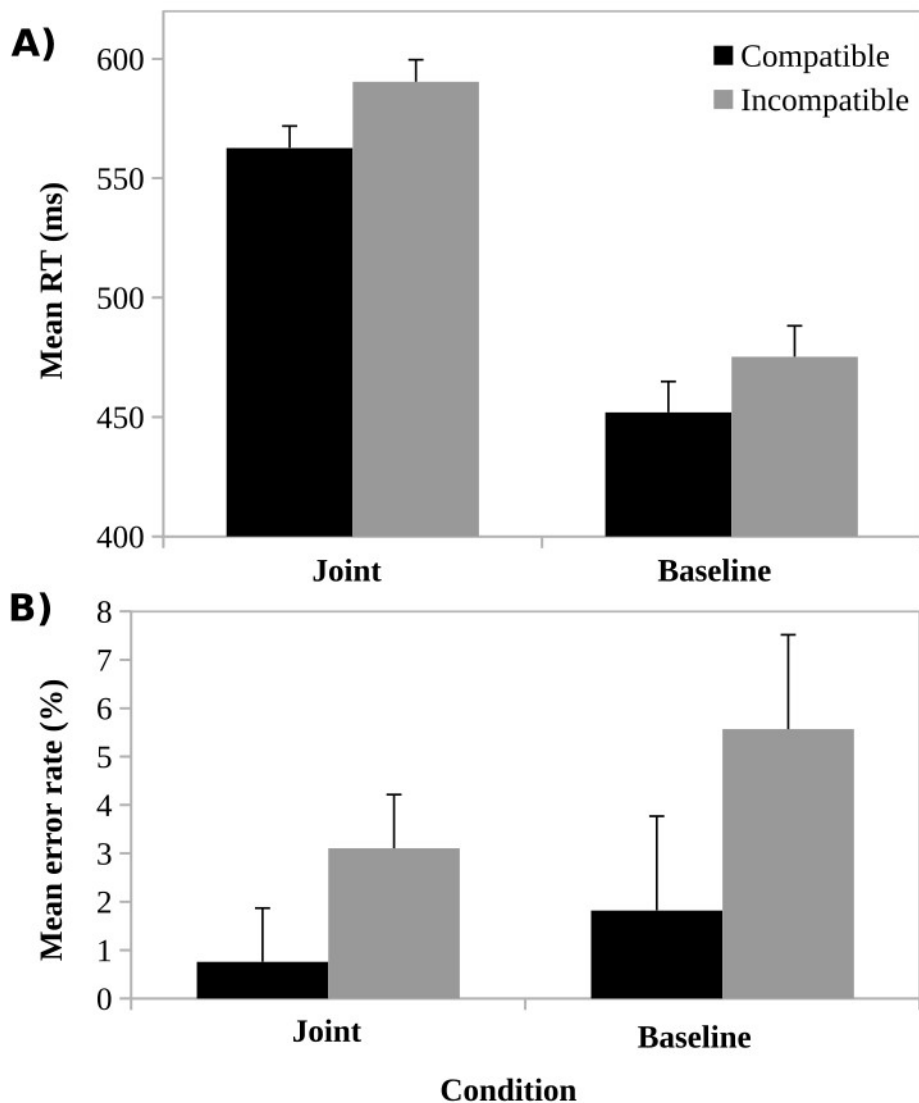 A)
Mean RT (ms)
600
550
500
450
400
Compatible
Incompatible
Joint
Baseline
B)
Mean error rate (%)
8
7
6
5
4
3
2
1
0
Joint
Baseline
Condition